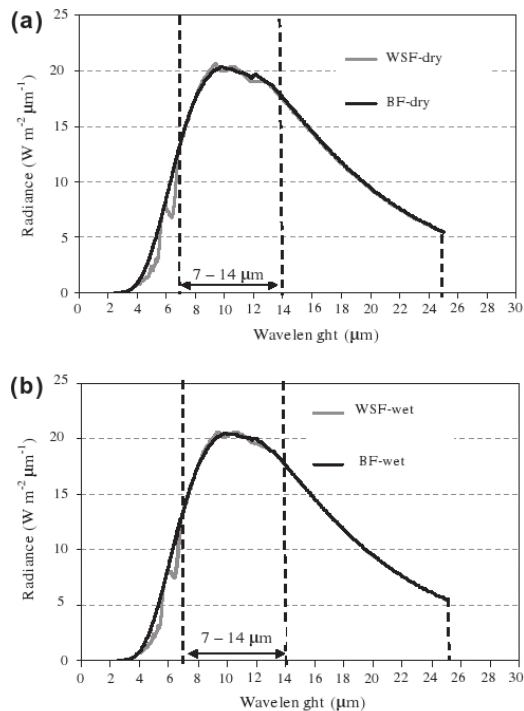 (a)
25
20
15
10
5
0
Radiance (W m⁻² μm⁻¹)
WSF-dry
BF-dry
7 – 14 μm
0 2 4 6 8 10 12 14 16 18 20 22 24 26 28 30
Wavelen ght (μm)
(b)
25
20
15
10
5
0
Radiance (W m⁻² μm⁻¹)
WSF-wet
BF-wet
7 – 14 μm
0 2 4 6 8 10 12 14 16 18 20 22 24 26 28 30
Wavelen ght (μm)